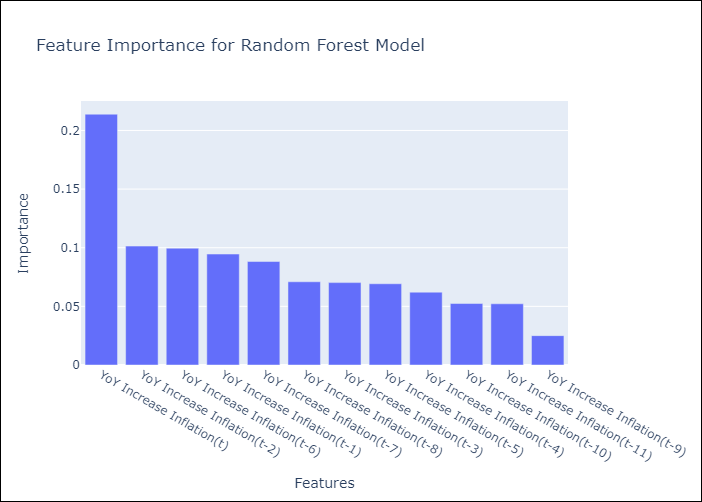 Feature Importance for Random Forest Model
Importance
0.2
0.15
0.1
0.05
0
YoY Increase Inflation(t)
YoY Increase Inflation(t-2)
YoY Increase Inflation(t-6)
YoY Increase Inflation(t-1)
YoY Increase Inflation(t-7)
YoY Increase Inflation(t-8)
YoY Increase Inflation(t-3)
YoY Increase Inflation(t-5)
YoY Increase Inflation(t-4)
YoY Increase Inflation(t-10)
YoY Increase Inflation(t-11)
YoY Increase Inflation(t-9)
Features